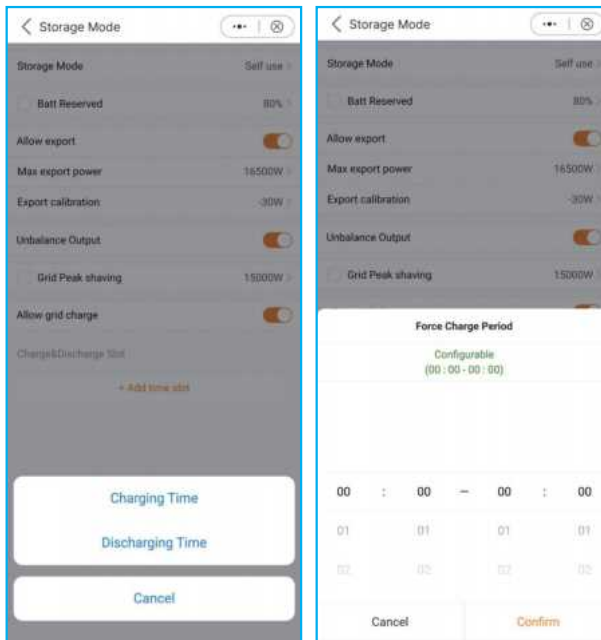 Storage Mode
Storage Mode Self use
Batt Reserved 80%
Allow export
Max export power 16500W
Export calibration -30W
Unbalance Output
Grid Peak shaving 15000W
Allow grid charge
Charge&Discharge Slot
+ Add time slot
Charging Time
Discharging Time
Cancel
Storage Mode
Storage Mode Self use
Batt Reserved 80%
Allow export
Max export power 16500W
Export calibration -30W
Unbalance Output
Grid Peak shaving 15000W
Force Charge Period
Configurable
(00 : 00 - 00 : 00)
00 : 00 – 00 : 00
01 01 01 01
02 02 02 02
Cancel Confirm